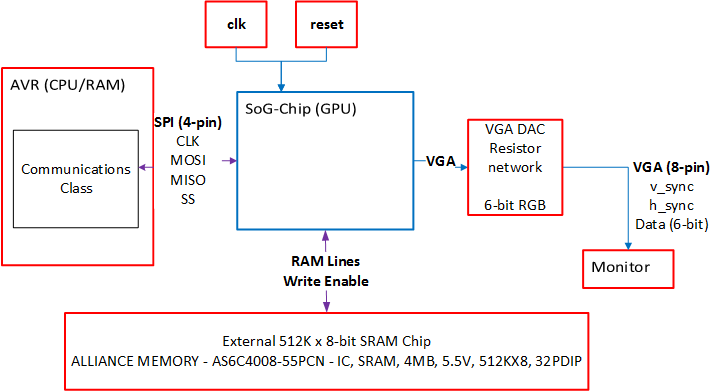 clk
reset
AVR (CPU/RAM)
Communications
Class
SPI (4-pin)
CLK
MOSI
MISO
SS
SoG-Chip (GPU)
VGA
VGA DAC
Resistor
network
6-bit RGB
VGA (8-pin)
v_sync
h_sync
Data (6-bit)
Monitor
RAM Lines
Write Enable
External 512K x 8-bit SRAM Chip
ALLIANCE MEMORY - AS6C4008-55PCN - IC, SRAM, 4MB, 5.5V, 512KX8, 32PDIP